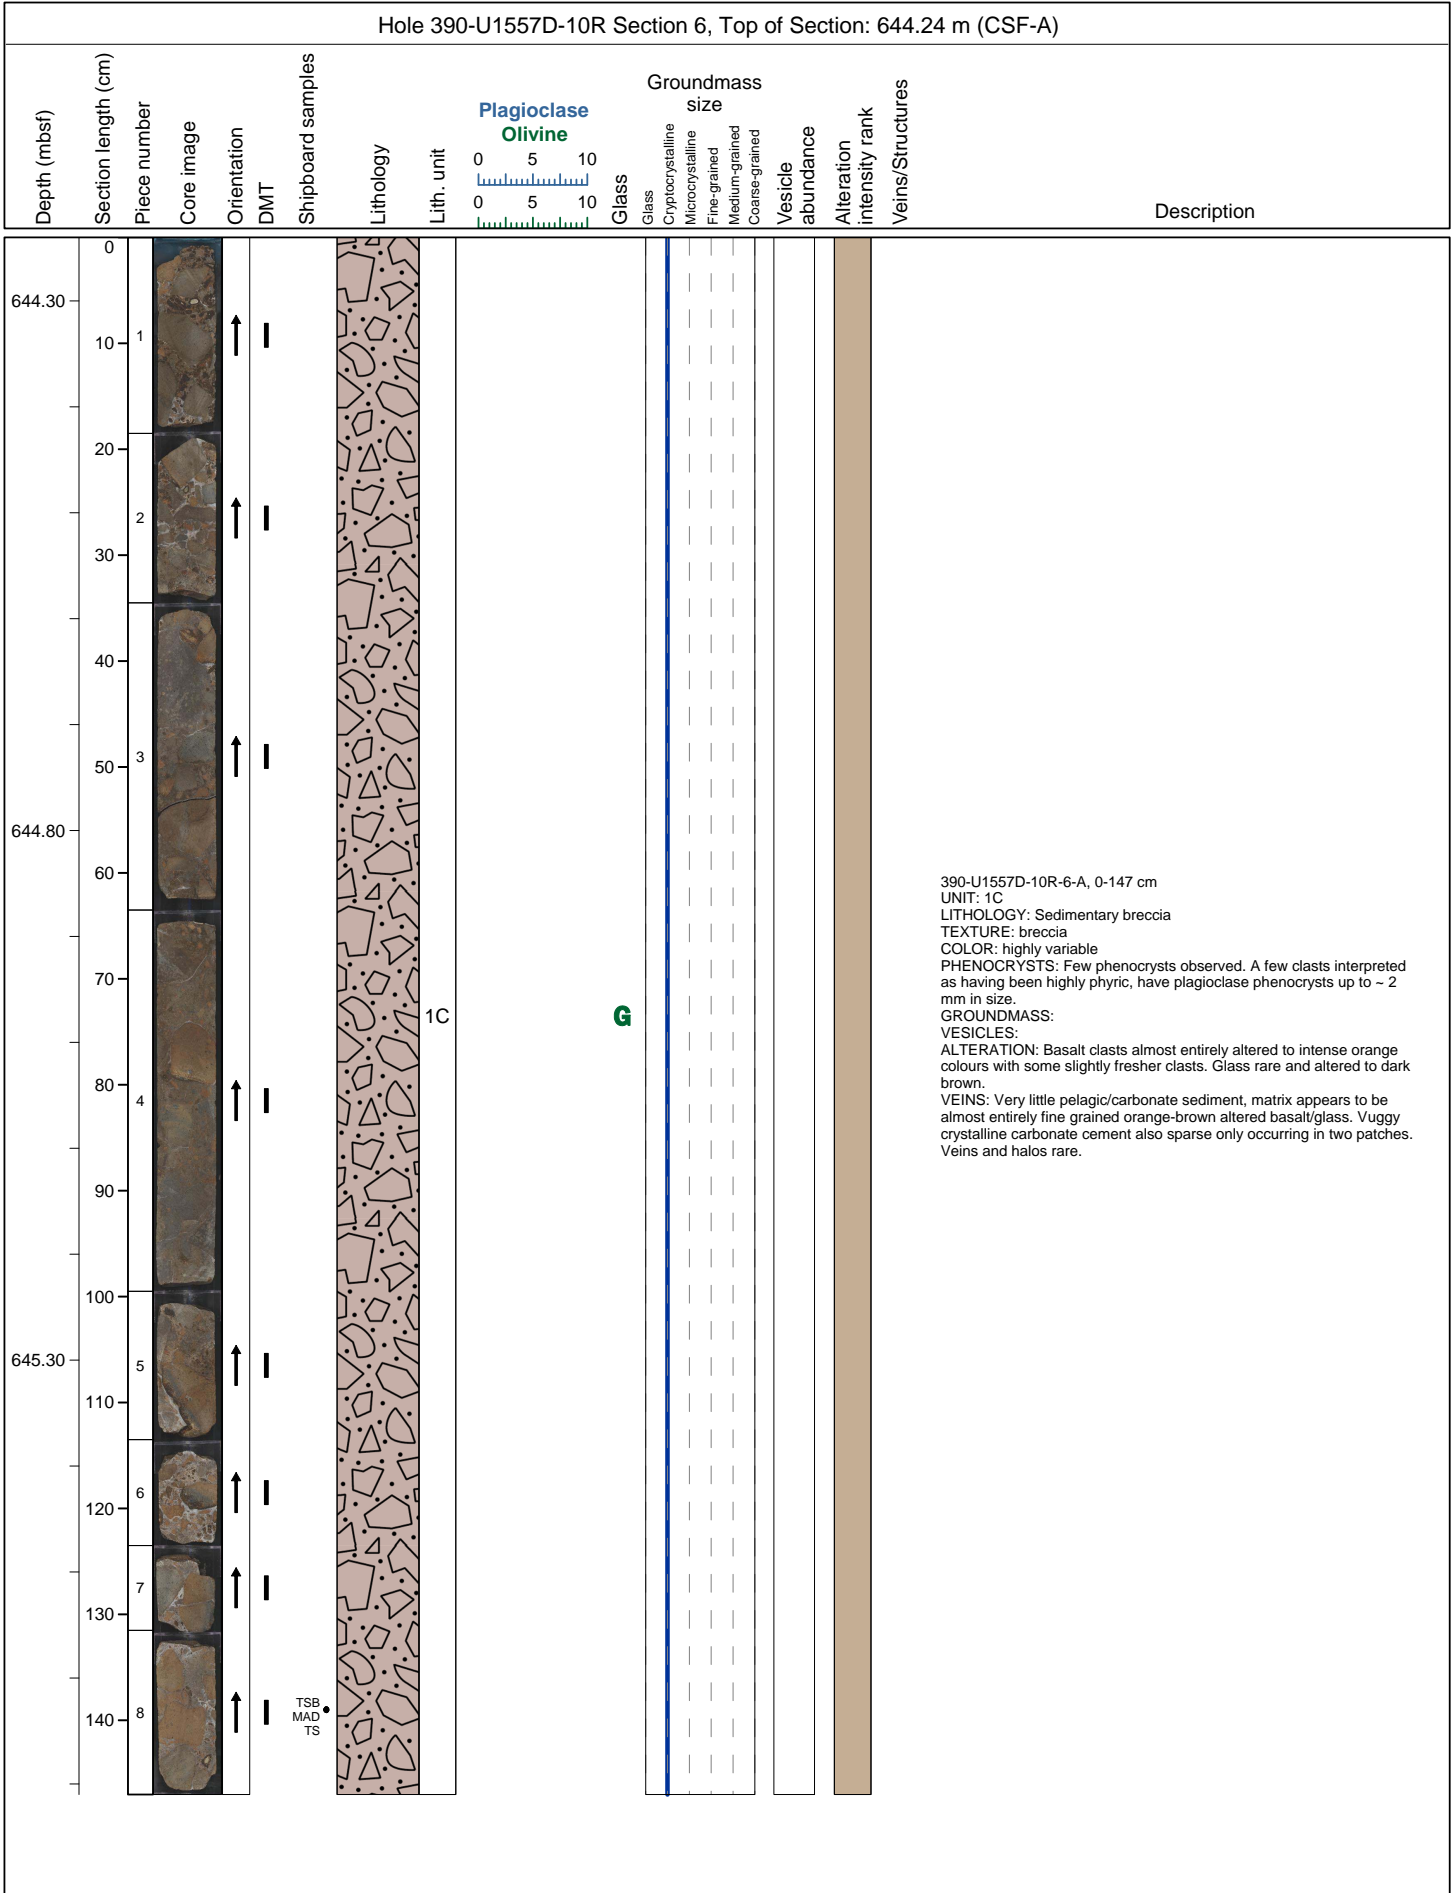 Hole 390-U1557D-10R Section 6, Top of Section: 644.24 m (CSF-A)
Depth (mbsf)
Section length (cm)
Piece number
Core image
Orientation
DMT
Shipboard samples
Lithology
Lith. unit
Plagioclase
Olivine
0 5 10
0 5 10
Glass
Groundmass
size
Glass
Cryptocrystalline
Microcrystalline
Fine-grained
Medium-grained
Coarse-grained
Vesicle
abundance
Alteration
intensity rank
Veins/Structures
Description
0
644.30
10
1
20
2
30
40
3
50
644.80
60
70
1C
G
80
4
90
100
645.30
5
110
6
120
7
130
TSB
MAD
TS
8
140
390-U1557D-10R-6-A, 0-147 cm
UNIT: 1C
LITHOLOGY: Sedimentary breccia
TEXTURE: breccia
COLOR: highly variable
PHENOCRYSTS: Few phenocrysts observed. A few clasts interpreted
as having been highly phyric, have plagioclase phenocrysts up to ~ 2
mm in size.
GROUNDMASS:
VESICLES:
ALTERATION: Basalt clasts almost entirely altered to intense orange
colours with some slightly fresher clasts. Glass rare and altered to dark
brown.
VEINS: Very little pelagic/carbonate sediment, matrix appears to be
almost entirely fine grained orange-brown altered basalt/glass. Vuggy
crystalline carbonate cement also sparse only occurring in two patches.
Veins and halos rare.